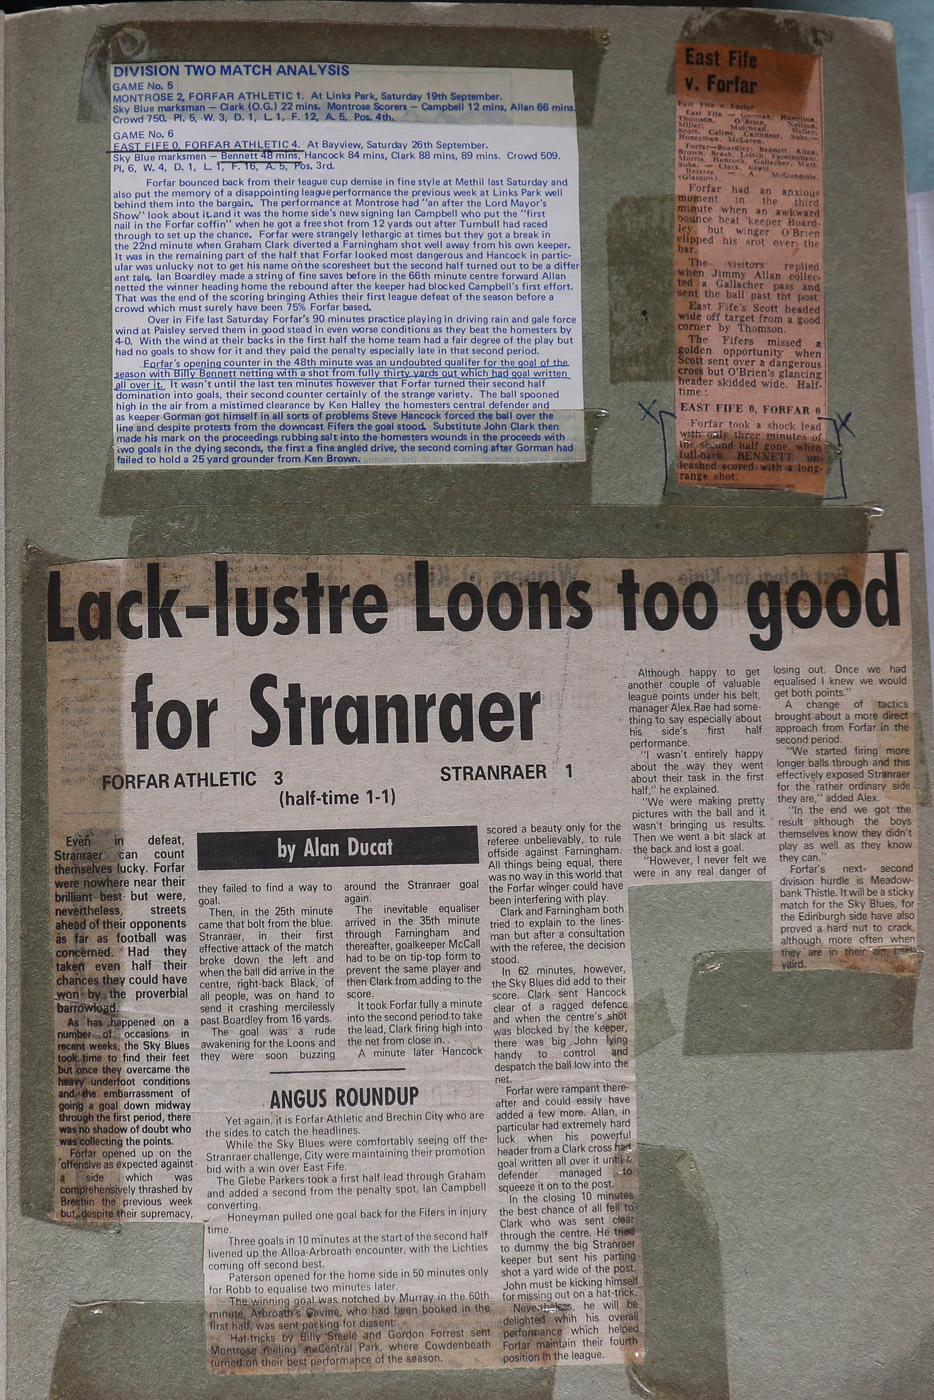 DIVISION TWO MATCH ANALYSIS
GAME No. 5
MONTROSE 2, FORFAR ATHLETIC 1. At Links Park, Saturday 19th September.
Sky Blue marksman — Clark (O.G.) 22 mins. Montrose Scorers — Campbell 12 mins, Allan 66 mins.
Crowd 750. Pl. 5, W. 3, D. 1, L. 1, F. 12, A. 5, Pos. 4th.
GAME No. 6
EAST FIFE 0, FORFAR ATHLETIC 4. At Bayview, Saturday 26th September.
Sky Blue marksmen — Bennett 48 mins, Hancock 84 mins, Clark 88 mins, 89 mins. Crowd 509.
Pl. 6, W. 4, D. 1, L. 1, F. 16, A. 5, Pos. 3rd.
Forfar bounced back from their league cup demise in fine style at Methil last Saturday and
also put the memory of a disappointing league performance the previous week at Links Park well
behind them into the bargain. The performance at Montrose had "an after the Lord Mayor's
Show" look about it and it was the home side's new signing Ian Campbell who put the "first
nail in the Forfar coffin" when he got a free shot from 12 yards out after Turnbull had raced
through to set up the chance. Forfar were strangely lethargic at times but they got a break in
the 22nd minute when Graham Clark diverted a Farningham shot well away from his own keeper.
It was in the remaining part of the half that Forfar looked most dangerous and Hancock in partic-
ular was unlucky not to get his name on the scoresheet but the second half turned out to be a differ-
ent tale. Ian Boardley made a string of fine saves before in the 66th minute centre forward Allan
netted the winner heading home the rebound after the keeper had blocked Campbell's first effort.
That was the end of the scoring bringing Athies their first league defeat of the season before a
crowd which must surely have been 75% Forfar based.
Over in Fife last Saturday Forfar's 90 minutes practice playing in driving rain and gale force
wind at Paisley served them in good stead in even worse conditions as they beat the homesters by
4-0. With the wind at their backs in the first half the home team had a fair degree of the play but
had no goals to show for it and they paid the penalty especially late in that second period.
Forfar's opening counter in the 48th minute was an undoubted qualifer for the goal of the
season with Billy Bennett netting with a shot from fully thirty yards out which had goal written
all over it. It wasn't until the last ten minutes however that Forfar turned their second half
domination into goals, their second counter certainly of the strange variety. The ball spooned
high in the air from a mistimed clearance by Ken Halley the homesters central defender and
as keeper Gorman got himself in all sorts of problems Steve Hancock forced the ball over the
line and despite protests from the downcast Fifers the goal stood. Substitute John Clark then
made his mark on the proceedings rubbing salt into the homesters wounds in the proceeds with
two goals in the dying seconds, the first a fine angled drive, the second coming after Gorman had
failed to hold a 25 yard grounder from Ken Brown.
East Fife
v. Forfar
East Fife v Forfar
East Fife — Gorman; Hamilton,
Thomson, O'Brien, Neilson,
Miller, Muirhead, Halley,
Scott, Cairns, Caithness. Subs.—
Honeyman, McLaren.
Forfar—Boardley; Bennett, Allan,
Brown, Brash, Leitch, Farningham,
Morris, Hancock, Gallagher, Watt.
Subs. — Clark,
Referee — A. McGunnigle,
(Glasgow).
Forfar had an anxious
moment in the third
minute when an awkward
bounce beat 'keeper Board-
ley, but winger O'Brien
clipped his shot over the
bar.
The visitors replied
when Jimmy Allan collec-
ted a Gallacher pass and
sent the ball past tht post.
East Fife's Scott headed
wide off target from a good
corner by Thomson.
The Fifers missed a
golden opportunity when
Scott sent over a dangerous
cross but O'Brien's glancing
header skidded wide. Half-
time :
EAST FIFE 0, FORFAR 0
Forfar took a shock lead
with only three minutes of
the second half gone, when
full-back BENNETT un-
leashed scored with a long-
range shot.
Lack-lustre Loons too good
for Stranraer
FORFAR ATHLETIC 3 STRANRAER 1
(half-time 1-1)
by Alan Ducat
Even in defeat,
Stranraer can count
themselves lucky. Forfar
were nowhere near their
brilliant best but were,
nevertheless, streets
ahead of their opponents
as far as football was
concerned. Had they
taken even half their
chances they could have
won by the proverbial
barrowload.
As has happened on a
number of occasions in
recent weeks, the Sky Blues
took time to find their feet
but once they overcame the
heavy underfoot conditions
and the embarrassment of
going a goal down midway
through the first period, there
was no shadow of doubt who
was collecting the points.
Forfar opened up on the
offensive as expected against
a side which was
comprehensively thrashed by
Brechin the previous week
but, despite their supremacy,
they failed to find a way to
goal.
Then, in the 25th minute
came that bolt from the blue.
Stranraer, in their first
effective attack of the match
broke down the left and
when the ball did arrive in the
centre, right-back Black, of
all people, was on hand to
send it crashing mercilessly
past Boardley from 16 yards.
The goal was a rude
awakening for the Loons and
they were soon buzzing
around the Stranraer goal
again.
The inevitable equaliser
arrived in the 35th minute
through Farningham and
thereafter, goalkeeper McCall
had to be on tip-top form to
prevent the same player and
then Clark from adding to the
score.
It took Forfar fully a minute
into the second period to take
the lead, Clark firing high into
the net from close in.
A minute later Hancock
scored a beauty only for the
referee unbelievably, to rule
offside against Farningham.
All things being equal, there
was no way in this world that
the Forfar winger could have
been interfering with play.
Clark and Farningham both
tried to explain to the lines-
man but after a consultation
with the referee, the decision
stood.
In 62 minutes, however,
the Sky Blues did add to their
score. Clark sent Hancock
clear of a ragged defence
and when the centre's shot
was blocked by the keeper,
there was big John lying
handy to control and
despatch the ball low into the
net.
Forfar were rampant there-
after and could easily have
added a few more. Allan, in
particular had extremely hard
luck when his powerful
header from a Clark cross had
goal written all over it until a
defender managed to
squeeze it on to the post.
In the closing 10 minutes
the best chance of all fell to
Clark who was sent clear
through the centre. He tried
to dummy the big Stranraer
keeper but sent his parting
shot a yard wide of the post.
John must be kicking himself
for missing out on a hat-trick.
Nevertheless, he will be
delighted whih his overall
performance which helped
Forfar maintain their fourth
position in the league.
Although happy to get
another couple of valuable
league points under his belt,
manager Alex Rae had some-
thing to say especially about
his side's first half
performance.
"I wasn't entirely happy
about the way they went
about their task in the first
half," he explained.
"We were making pretty
pictures with the ball and it
wasn't bringing us results.
Then we went a bit slack at
the back and lost a goal.
"However, I never felt we
were in any real danger of
losing out. Once we had
equalised I knew we would
get both points."
A change of tactics
brought about a more direct
approach from Forfar in the
second period.
"We started firing more
longer balls through and this
effectively exposed Stranraer
for the rather ordinary side
they are," added Alex.
"In the end we got the
result although the boys
themselves know they didn't
play as well as they know
they can."
Forfar's next second
division hurdle is Meadow-
bank Thistle. It will be a sticky
match for the Sky Blues, for
the Edinburgh side have also
proved a hard nut to crack,
although more often when
they are in their ain back
yaird.
ANGUS ROUNDUP
Yet again, it is Forfar Athletic and Brechin City who are
the sides to catch the headlines.
While the Sky Blues were comfortably seeing off the
Stranraer challenge, City were maintaining their promotion
bid with a win over East Fife.
The Glebe Parkers took a first half lead through Graham
and added a second from the penalty spot, Ian Campbell
converting.
Honeyman pulled one goal back for the Fifers in injury
time.
Three goals in 10 minutes at the start of the second half
livened up the Alloa-Arbroath encounter, with the Lichties
coming off second best.
Paterson opened for the home side in 50 minutes only
for Robb to equalise two minutes later.
The winning goal was notched by Murray in the 60th
minute. Arbroath's Gavine, who had been booked in the
first half, was sent packing for dissent.
Hat-tricks by Billy Steele and Gordon Forrest sent
Montrose reeling at Central Park, where Cowdenbeath
turned on their best performance of the season.